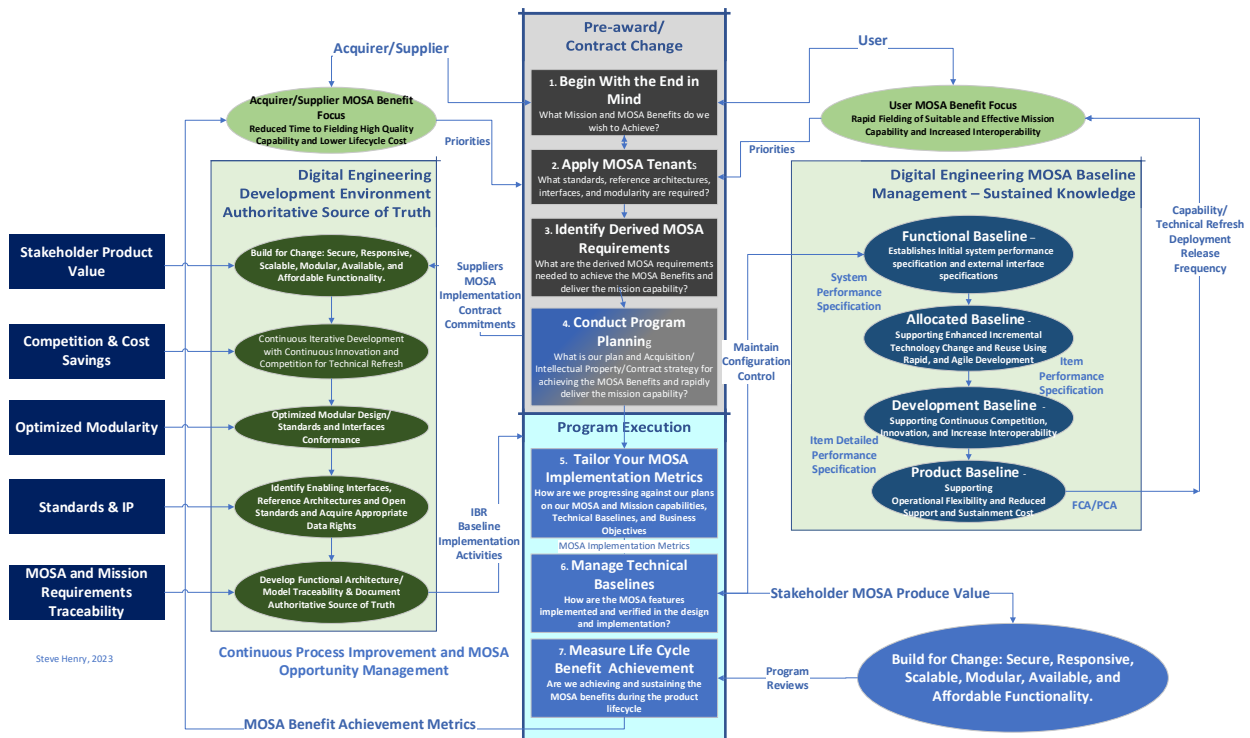 Pre-award/
Contract Change
Acquirer/Supplier
User
1. Begin With the End in
Mind
What Mission and MOSA Benefits do we
wish to Achieve?
Acquirer/Supplier MOSA Benefit
Focus
Reduced Time to Fielding High Quality
Capability and Lower Lifecycle Cost
User MOSA Benefit Focus
Rapid Fielding of Suitable and Effective Mission
Capability and Increased Interoperability
Priorities
Priorities
2. Apply MOSA Tenants
What standards, reference architectures,
interfaces, and modularity are required?
3. Identify Derived MOSA
Requirements
What are the derived MOSA requirements
needed to achieve the MOSA Benefits and
deliver the mission capability?
4. Conduct Program
Planning
What is our plan and Acquisition/
Intellectual Property/Contract strategy for
achieving the MOSA Benefits and rapidly
deliver the mission capability?
Digital Engineering
Development Environment
Authoritative Source of Truth
Build for Change: Secure, Responsive,
Scalable, Modular, Available, and
Affordable Functionality.
Continuous Iterative Development
with Continuous Innovation and
Competition for Technical Refresh
Optimized Modular Design/
Standards and Interfaces
Conformance
Identify Enabling Interfaces,
Reference Architectures and Open
Standards and Acquire Appropriate
Data Rights
Develop Functional Architecture/
Model Traceability & Document
Authoritative Source of Truth
Stakeholder Product
Value
Competition & Cost
Savings
Optimized Modularity
Standards & IP
MOSA and Mission
Requirements
Traceability
Suppliers
MOSA
Implementation
Contract
Commitments
IBR
Baseline
Implementation
Activities
Program Execution
5. Tailor Your MOSA
Implementation Metrics
How are we progressing against our plans
on our MOSA and Mission capabilities,
Technical Baselines, and Business
Objectives
MOSA Implementation Metrics
6. Manage Technical
Baselines
How are the MOSA features
implemented and verified in the design
and implementation?
7. Measure Life Cycle
Benefit Achievement
Are we achieving and sustaining the
MOSA benefits during the product
lifecycle
Digital Engineering MOSA Baseline
Management – Sustained Knowledge
Functional Baseline –
Establishes Initial system performance
specification and external interface
specifications
System
Performance
Specification
Allocated Baseline -
Supporting Enhanced Incremental
Technology Change and Reuse Using
Rapid, and Agile Development
Item
Performance
Specification
Development Baseline -
Supporting Continuous Competition,
Innovation, and Increase Interoperability
Item Detailed
Performance
Specification
Product Baseline -
Supporting
Operational Flexibility and Reduced
Support and Sustainment Cost
FCA/PCA
Capability/
Technical Refresh
Deployment
Release
Frequency
Maintain
Configuration
Control
Stakeholder MOSA Produce Value
Build for Change: Secure, Responsive,
Scalable, Modular, Available, and
Affordable Functionality.
Program
Reviews
Steve Henry, 2023
Continuous Process Improvement and MOSA
Opportunity Management
MOSA Benefit Achievement Metrics